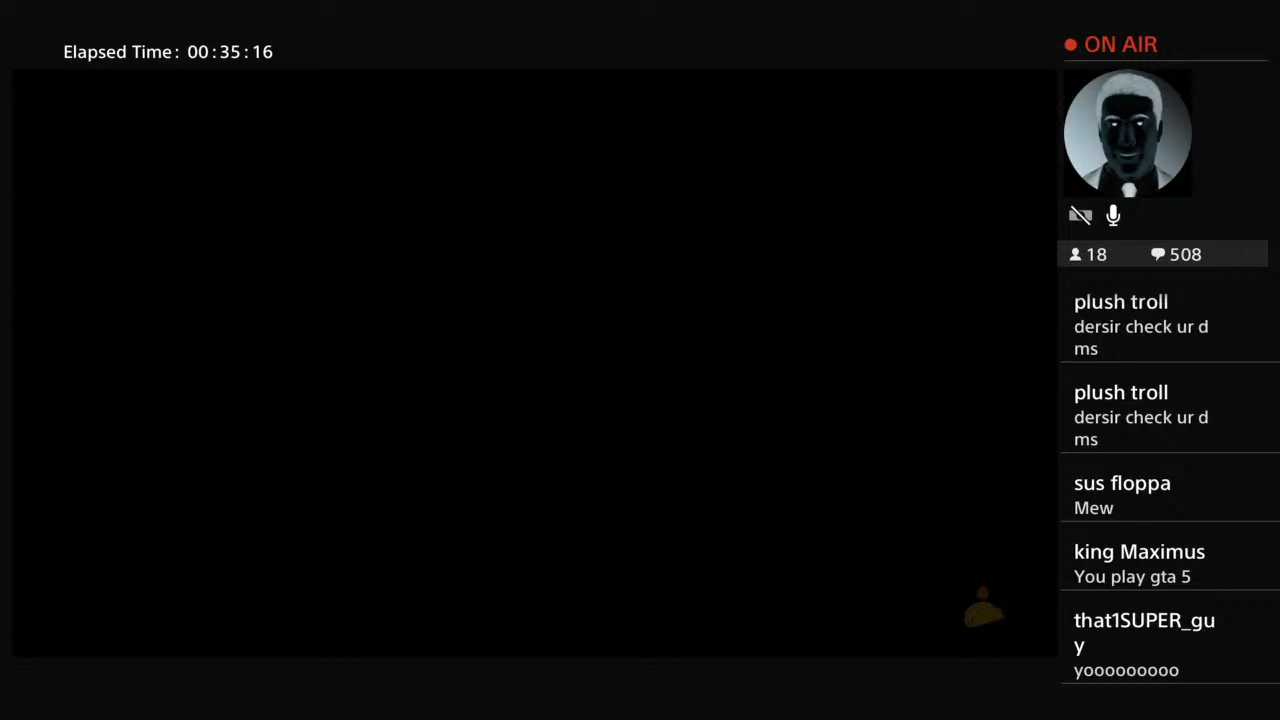 Elapsed Time: 00:35:16
ON AIR
18 508
plush troll
dersir check ur d
ms
plush troll
dersir check ur d
ms
sus floppa
Mew
king Maximus
You play gta 5
that1SUPER_gu
y
yooooooooo